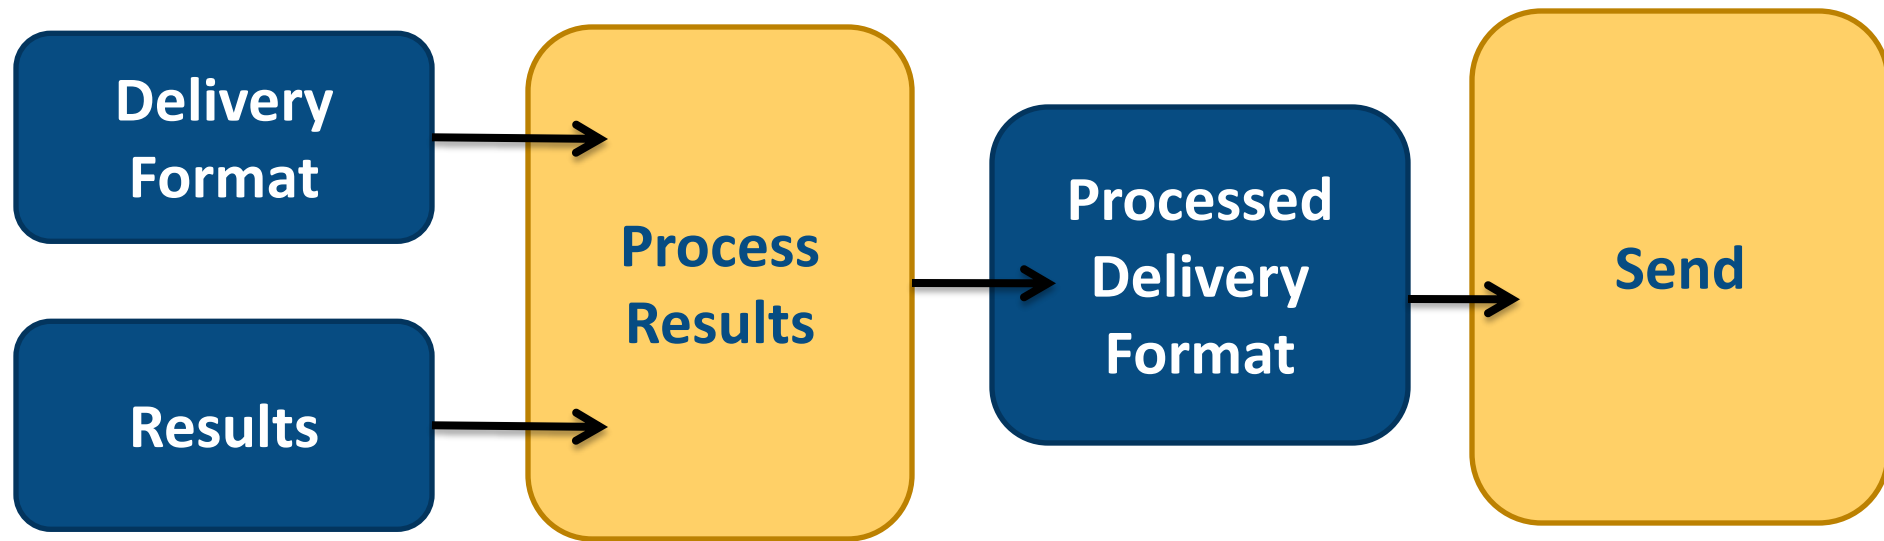 Delivery
Format
Results
Process
Results
Processed
Delivery
Format
Send